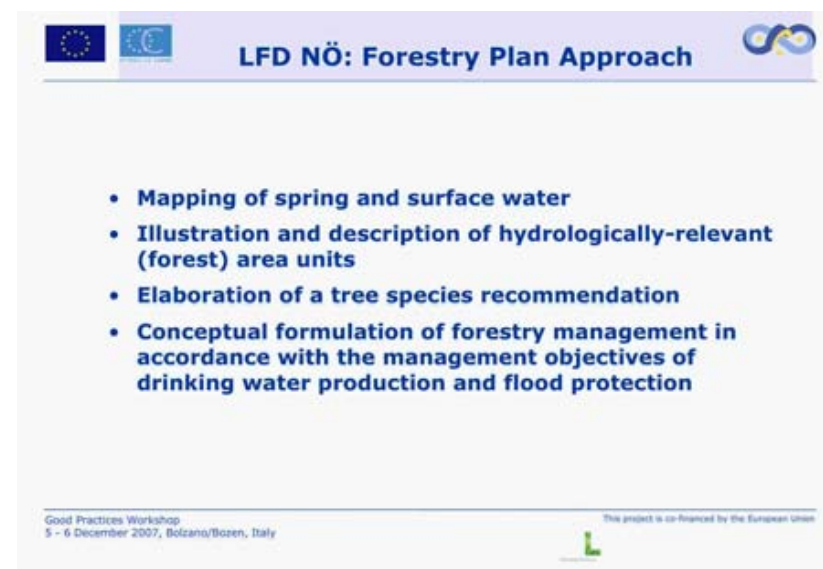 LFD NÖ: Forestry Plan Approach
• Mapping of spring and surface water
• Illustration and description of hydrologically-relevant
(forest) area units
• Elaboration of a tree species recommendation
• Conceptual formulation of forestry management in
accordance with the management objectives of
drinking water production and flood protection
Good Practices Workshop
5 - 6 December 2007, Bolzano/Bozen, Italy
This project is co-financed by the European Union
L